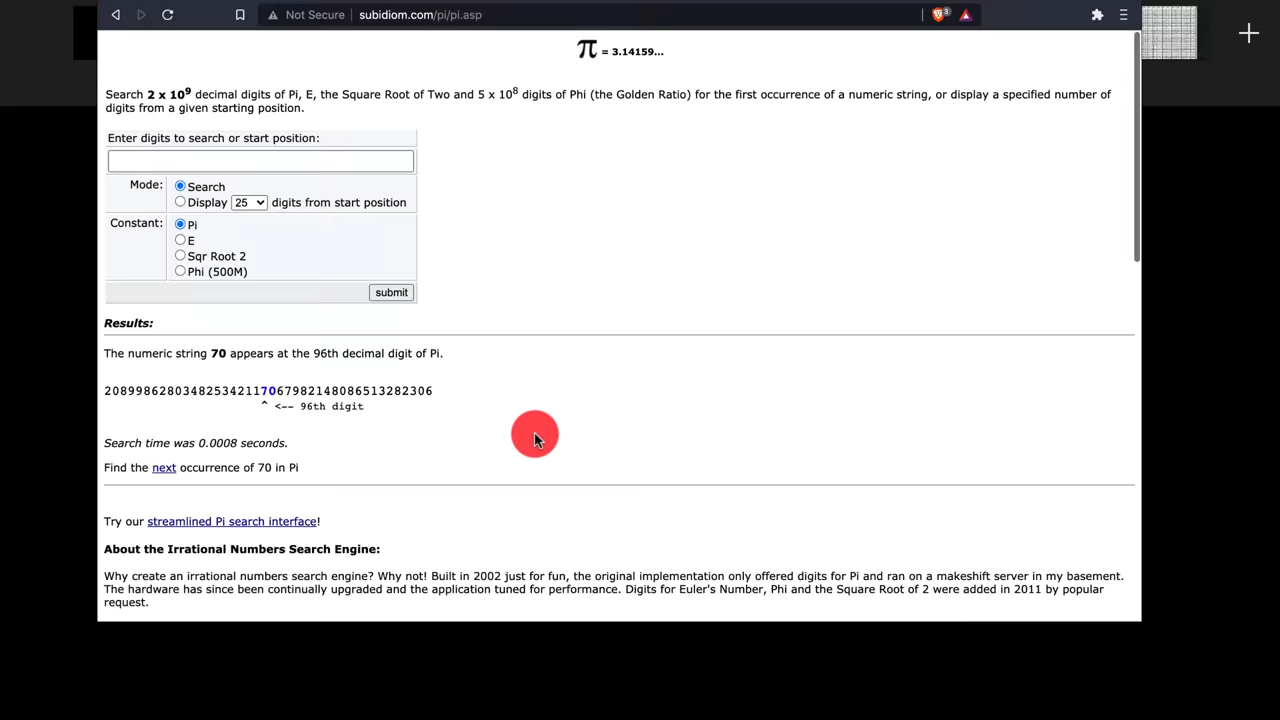 Not Secure subidiom.com/pi/pi.asp 3
π = 3.14159...
Search 2 x 10⁹ decimal digits of Pi, E, the Square Root of Two and 5 x 10⁸ digits of Phi (the Golden Ratio) for the first occurrence of a numeric string, or display a specified number of
digits from a given starting position.
Enter digits to search or start position:
Mode: Search
Display 25 digits from start position
Constant: Pi
E
Sqr Root 2
Phi (500M)
submit
Results:
The numeric string 70 appears at the 96th decimal digit of Pi.
208998628034825342117067982148086513282306
^ <-- 96th digit
Search time was 0.0008 seconds.
Find the next occurrence of 70 in Pi
Try our streamlined Pi search interface!
About the Irrational Numbers Search Engine:
Why create an irrational numbers search engine? Why not! Built in 2002 just for fun, the original implementation only offered digits for Pi and ran on a makeshift server in my basement.
The hardware has since been continually upgraded and the application tuned for performance. Digits for Euler's Number, Phi and the Square Root of 2 were added in 2011 by popular
request.